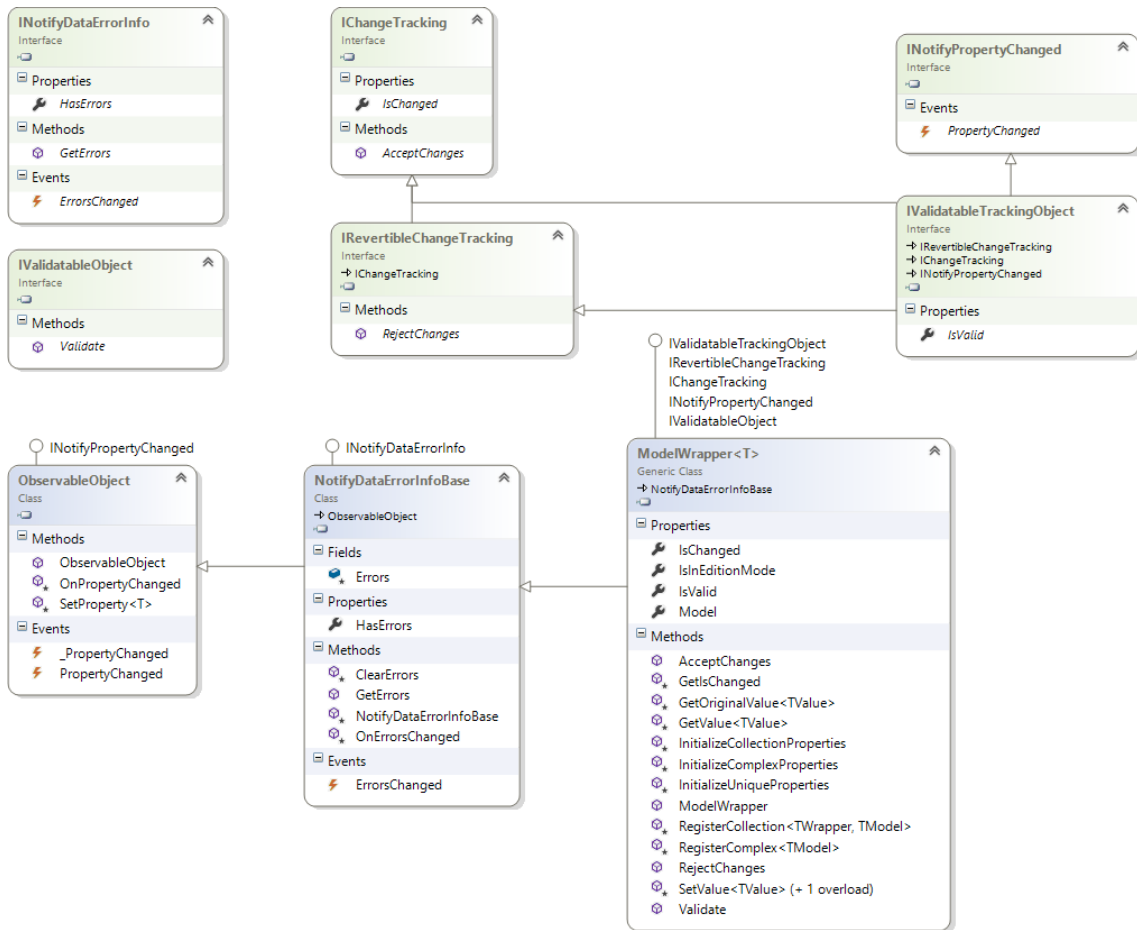 INotifyDataErrorInfo
Interface
Properties
HasErrors
Methods
GetErrors
Events
ErrorsChanged
IChangeTracking
Interface
Properties
IsChanged
Methods
AcceptChanges
INotifyPropertyChanged
Interface
Events
PropertyChanged
IValidatableObject
Interface
Methods
Validate
IRevertibleChangeTracking
Interface
IChangeTracking
Methods
RejectChanges
IValidatableTrackingObject
Interface
IRevertibleChangeTracking
IChangeTracking
INotifyPropertyChanged
Properties
IsValid
INotifyPropertyChanged
ObservableObject
Class
Methods
ObservableObject
OnPropertyChanged
SetProperty<T>
Events
_PropertyChanged
PropertyChanged
INotifyDataErrorInfo
NotifyDataErrorInfoBase
Class
ObservableObject
Fields
Errors
Properties
HasErrors
Methods
ClearErrors
GetErrors
NotifyDataErrorInfoBase
OnErrorsChanged
Events
ErrorsChanged
IValidatableTrackingObject
IRevertibleChangeTracking
IChangeTracking
INotifyPropertyChanged
IValidatableObject
ModelWrapper<T>
Generic Class
NotifyDataErrorInfoBase
Properties
IsChanged
IsInEditionMode
IsValid
Model
Methods
AcceptChanges
GetIsChanged
GetOriginalValue<TValue>
GetValue<TValue>
InitializeCollectionProperties
InitializeComplexProperties
InitializeUniqueProperties
ModelWrapper
RegisterCollection<TWrapper, TModel>
RegisterComplex<TModel>
RejectChanges
SetValue<TValue> (+ 1 overload)
Validate